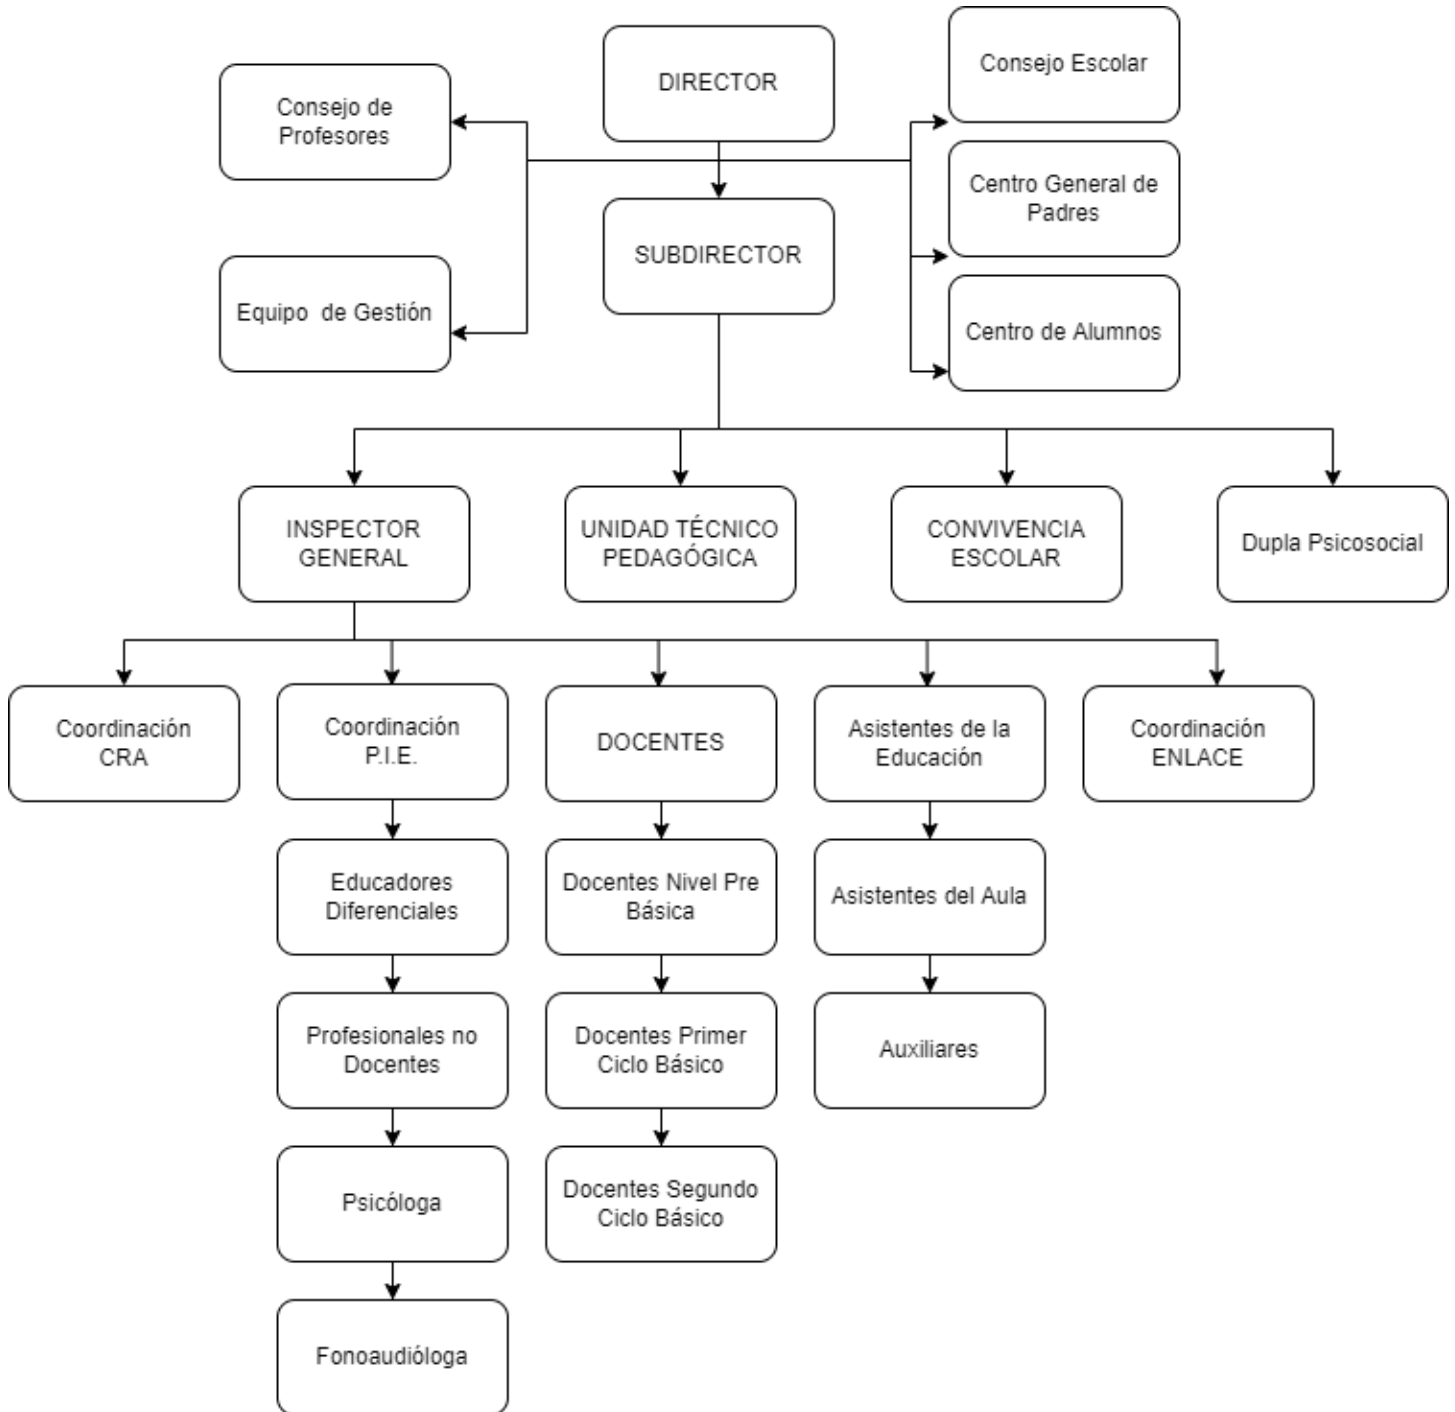 DIRECTOR
Consejo Escolar
Consejo de
Profesores
Centro General de
Padres
SUBDIRECTOR
Equipo de Gestión
Centro de Alumnos
INSPECTOR
GENERAL
UNIDAD TÉCNICO
PEDAGÓGICA
CONVIVENCIA
ESCOLAR
Dupla Psicosocial
Coordinación
CRA
Coordinación
P.I.E.
DOCENTES
Asistentes de la
Educación
Coordinación
ENLACE
Educadores
Diferenciales
Docentes Nivel Pre
Básica
Asistentes del Aula
Profesionales no
Docentes
Docentes Primer
Ciclo Básico
Auxiliares
Psicóloga
Docentes Segundo
Ciclo Básico
Fonoaudióloga